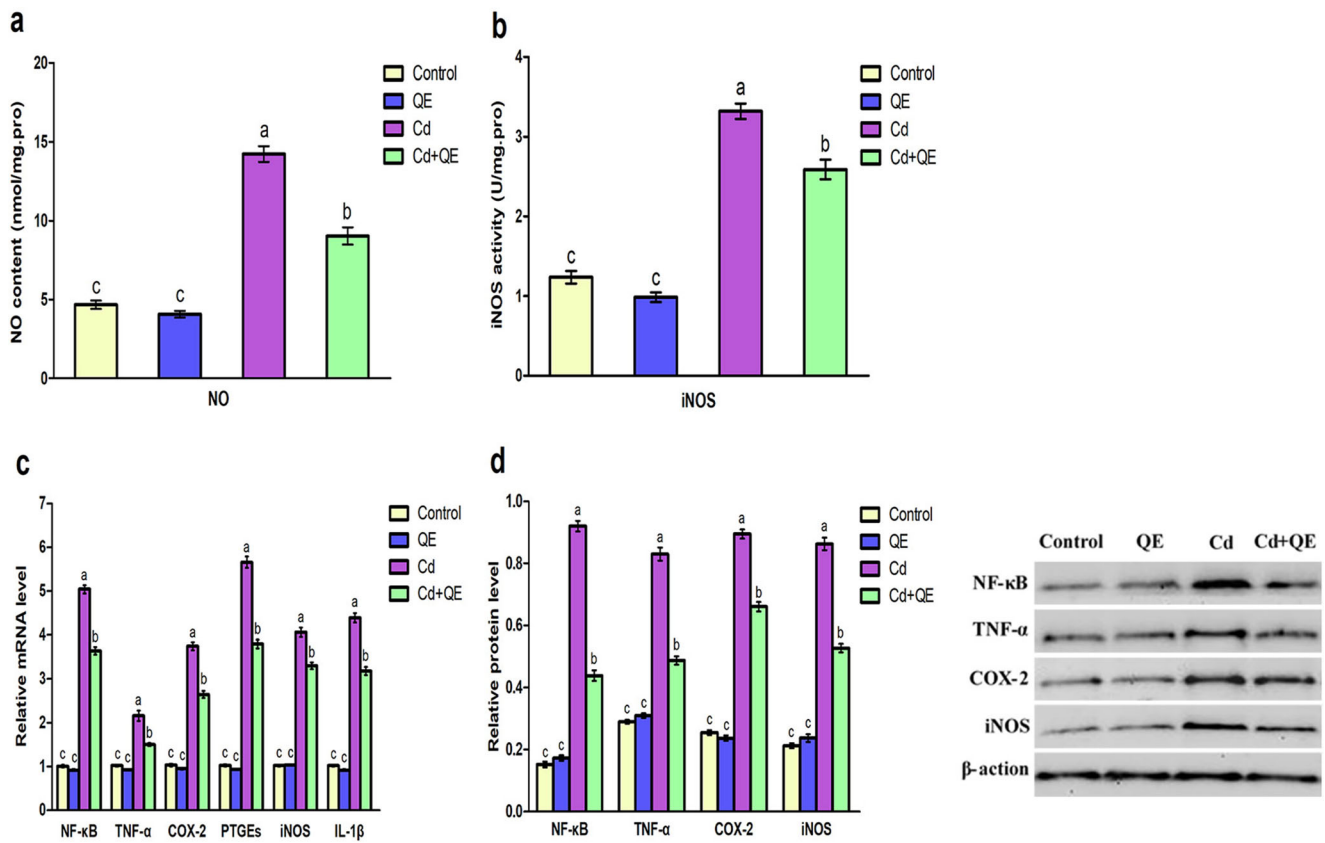 a
NO content (nmol/mg.pro)
20
15
10
5
0
c
c
a
b
NO
Control
QE
Cd
Cd+QE
b
iNOS activity (U/mg.pro)
4
3
2
1
0
c
c
a
b
iNOS
Control
QE
Cd
Cd+QE
c
Relative mRNA level
7
6
5
4
3
2
1
0
c c a b
c c a b
c c a b
c c a b
c c a b
c c a b
NF-κB TNF-α COX-2 PTGEs iNOS IL-1β
Control
QE
Cd
Cd+QE
d
Relative protein level
1.0
0.8
0.6
0.4
0.2
0.0
c c a b
c c a b
c c a b
c c a b
NF-κB TNF-α COX-2 iNOS
Control
QE
Cd
Cd+QE
Control QE Cd Cd+QE
NF-κB
TNF-α
COX-2
iNOS
β-action